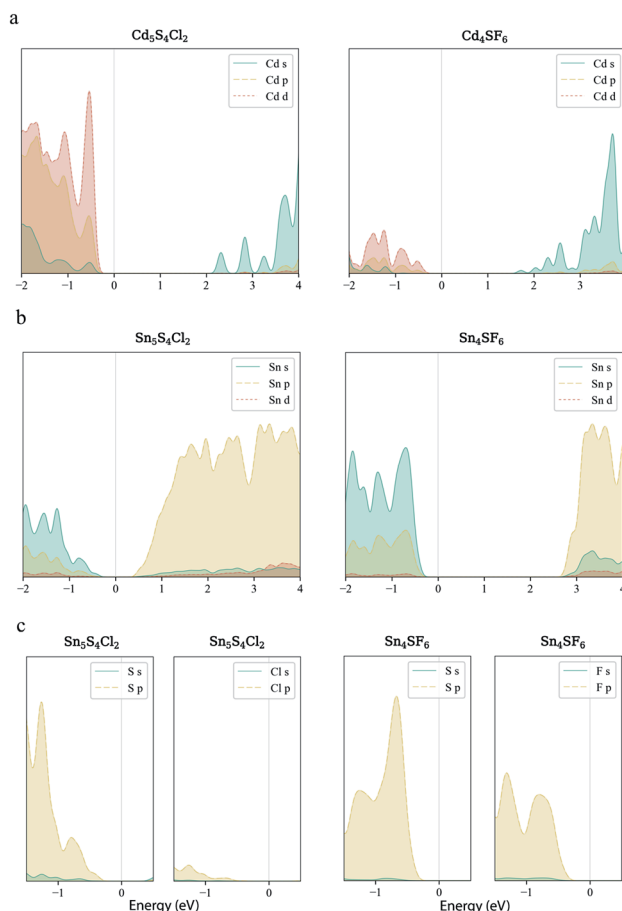 a
Cd₅S₄Cl₂
Cd₄SF₆
Cd s
Cd p
Cd d
Cd s
Cd p
Cd d
−2 −1 0 1 2 3 4
−2 −1 0 1 2 3
b
Sn₅S₄Cl₂
Sn₄SF₆
Sn s
Sn p
Sn d
Sn s
Sn p
Sn d
−2 −1 0 1 2 3 4
−2 −1 0 1 2 3 4
c
Sn₅S₄Cl₂
Sn₅S₄Cl₂
Sn₄SF₆
Sn₄SF₆
S s
S p
Cl s
Cl p
S s
S p
F s
F p
−1 0
−1 0
−1 0
−1 0
Energy (eV)
Energy (eV)